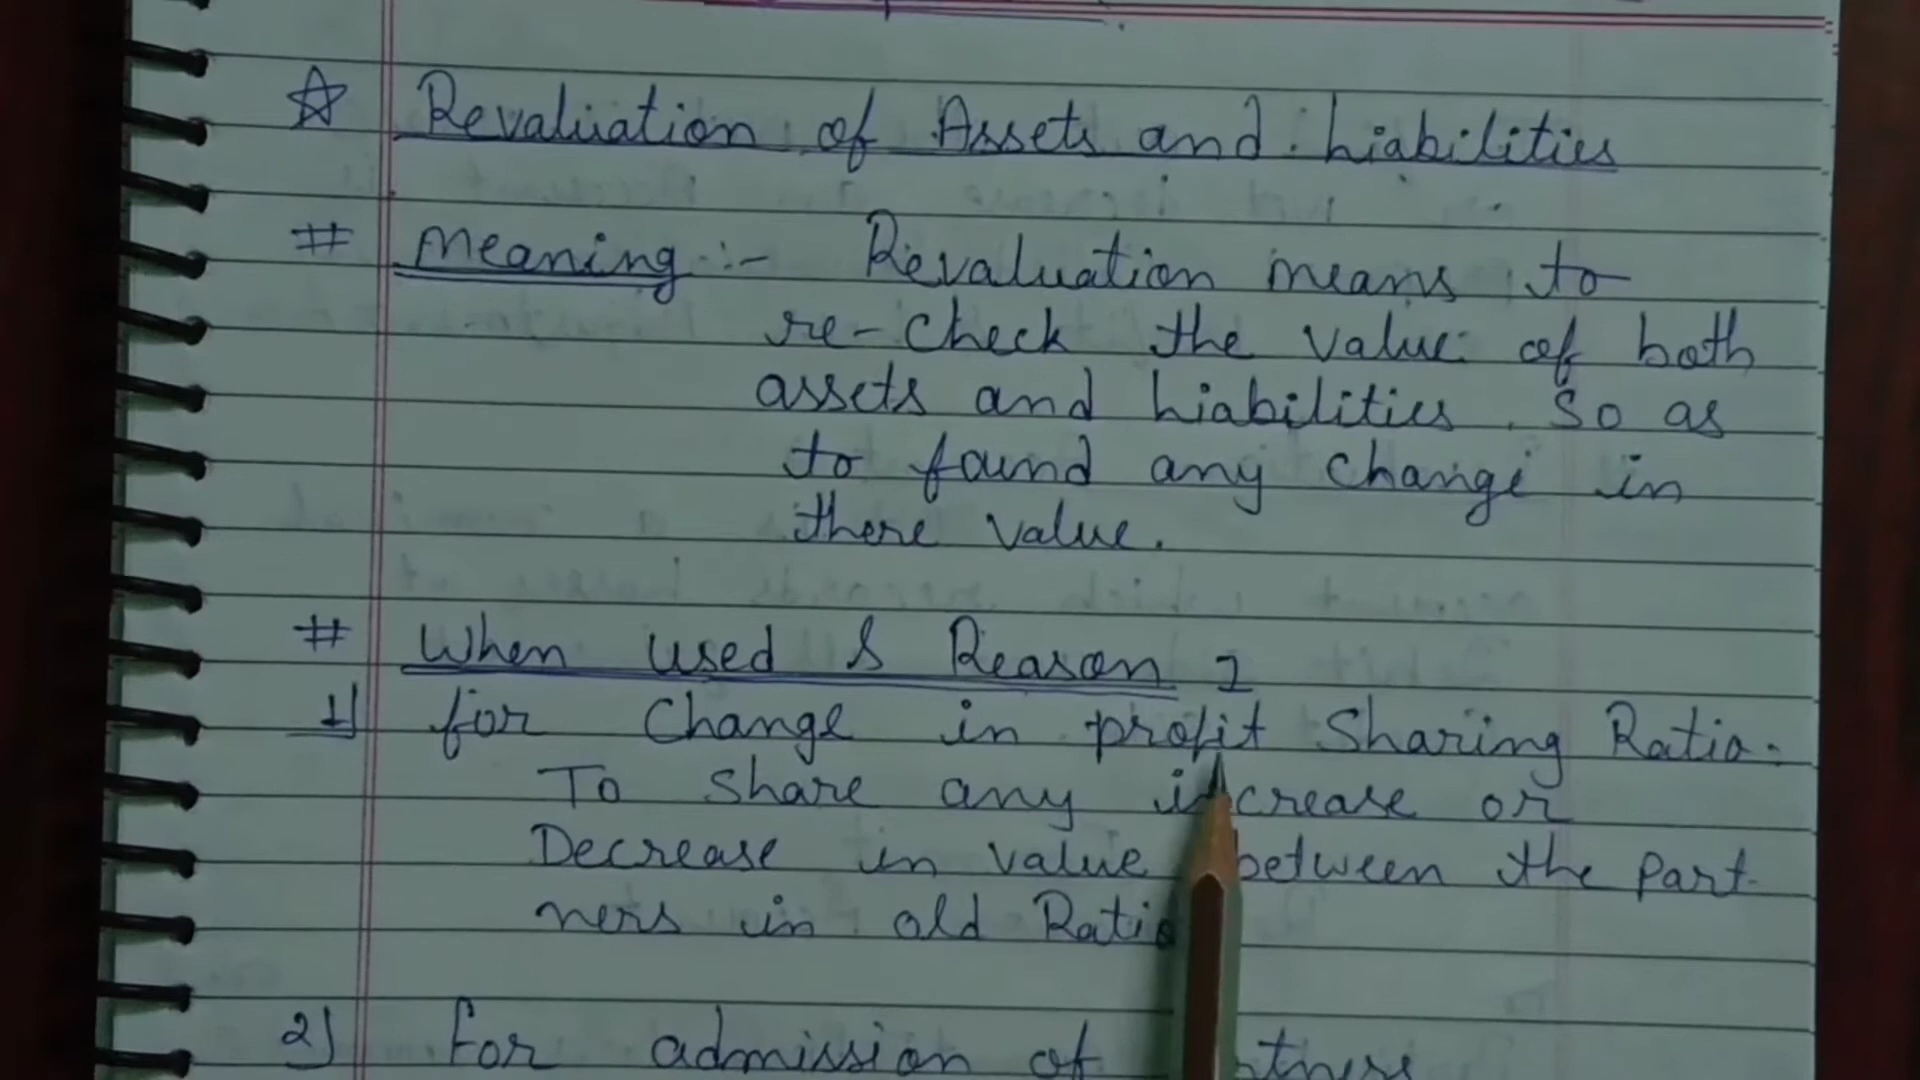 ☆ Revaluation of Assets and Liabilities
# Meaning :- Revaluation means to
re-check the value of both
assets and Liabilities. So as
to found any change in
there value.
# When used & Reason :-
1) for Change in profit Sharing Ratio.
To share any increase or
Decrease in value between the part-
ners in old Ratio
2) for admission of